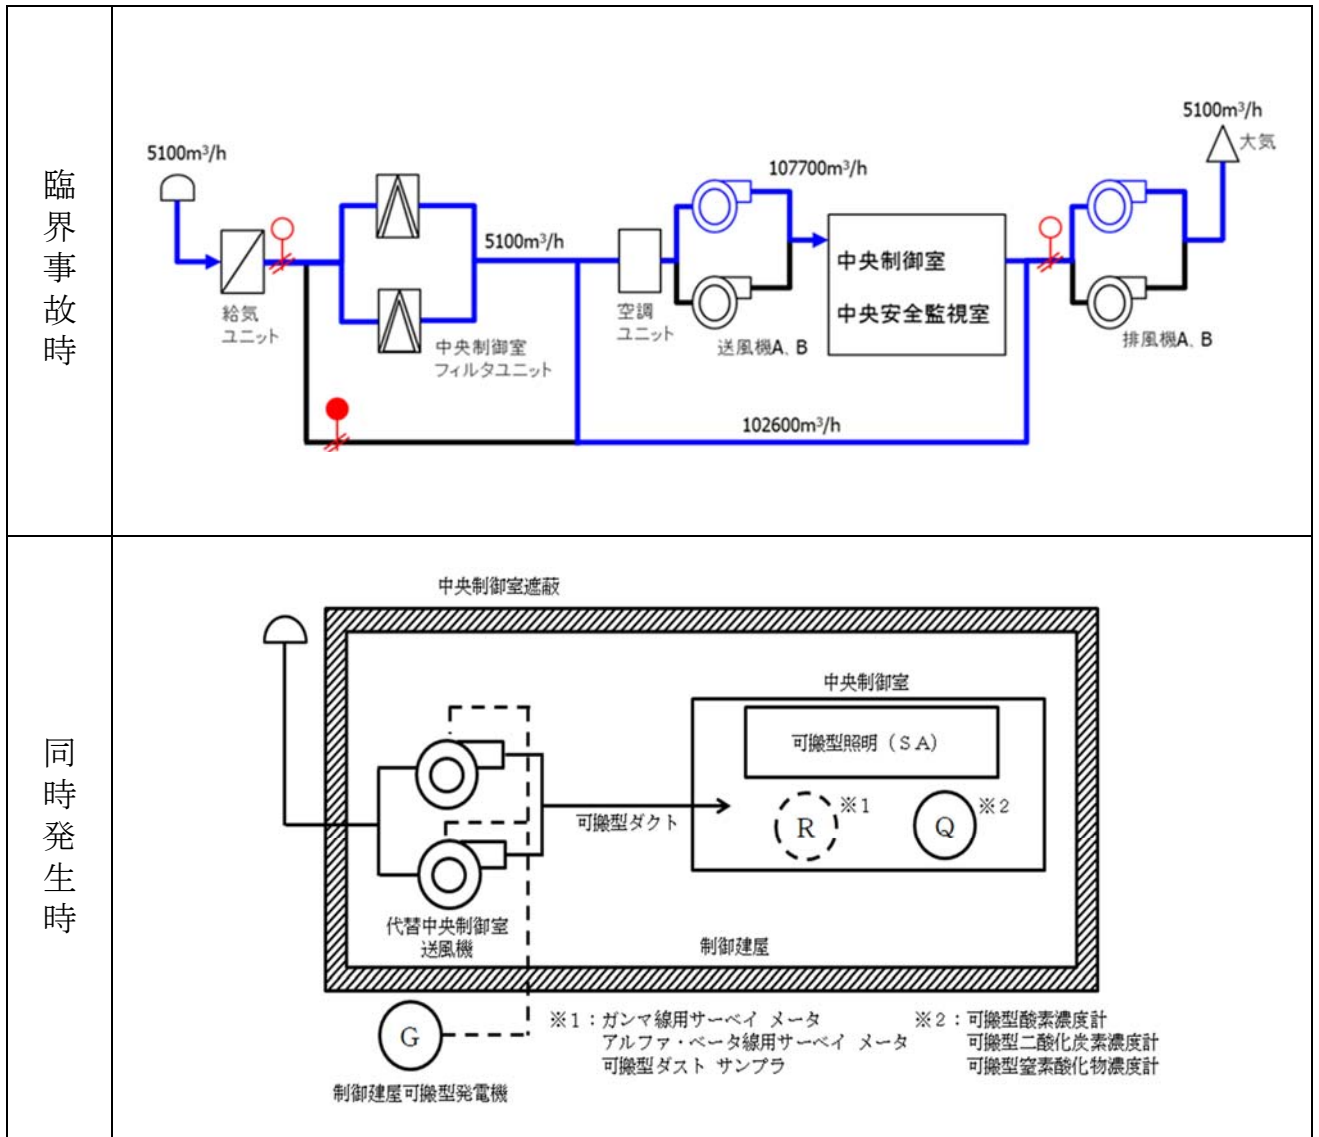 臨界事故時
5100m³/h
5100m³/h
大気
107700m³/h
5100m³/h
中央制御室
中央安全監視室
給気
ユニット
中央制御室
フィルタユニット
空調
ユニット
送風機A、B
排風機A、B
102600m³/h
同時発生時
中央制御室遮蔽
中央制御室
可搬型照明（ＳＡ）
R
※1
Q
※2
可搬型ダクト
代替中央制御室
送風機
制御建屋
G
制御建屋可搬型発電機
※1：ガンマ線用サーベイ メータ
アルファ・ベータ線用サーベイ メータ
可搬型ダスト サンプラ
※2：可搬型酸素濃度計
可搬型二酸化炭素濃度計
可搬型窒素酸化物濃度計